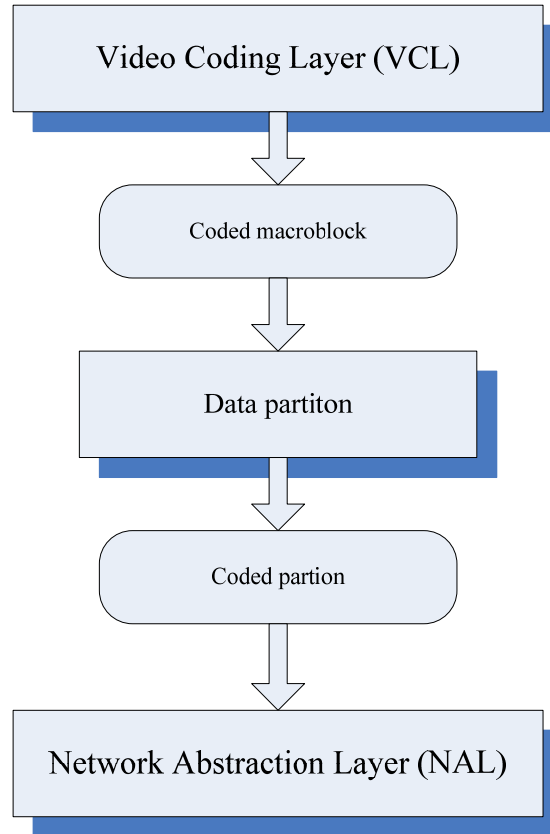 Video Coding Layer (VCL)
Coded macroblock
Data partiton
Coded partion
Network Abstraction Layer (NAL)